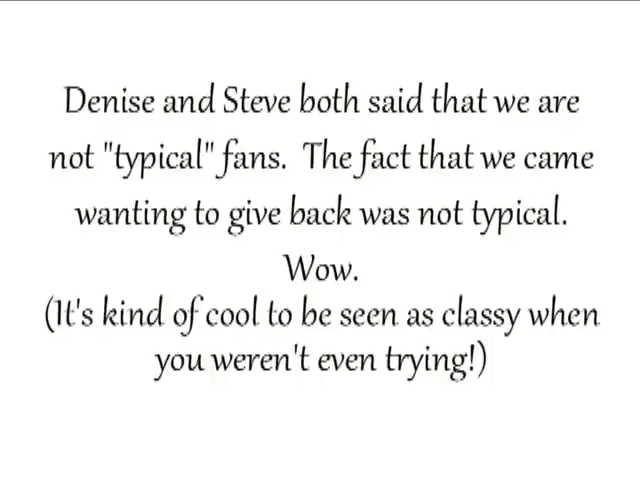 Denise and Steve both said that we are
not "typical" fans.  The fact that we came
wanting to give back was not typical.
Wow.
(It's kind of cool to be seen as classy when
you weren't even trying!)